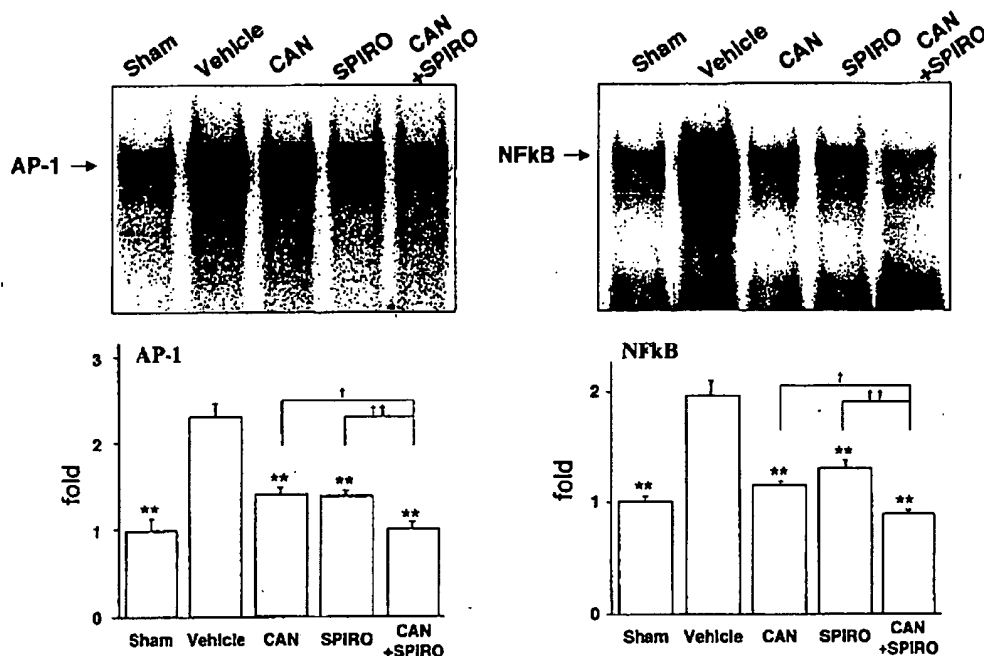 Sham Vehicle CAN SPIRO CAN +SPIRO
AP-1 →
Sham Vehicle CAN SPIRO CAN +SPIRO
NFkB →
AP-1
3
2
1
0
fold
** ** ** **
† ††
Sham Vehicle CAN SPIRO CAN
+SPIRO
NFkB
2
1
0
fold
** ** ** **
† ††
Sham Vehicle CAN SPIRO CAN
+SPIRO